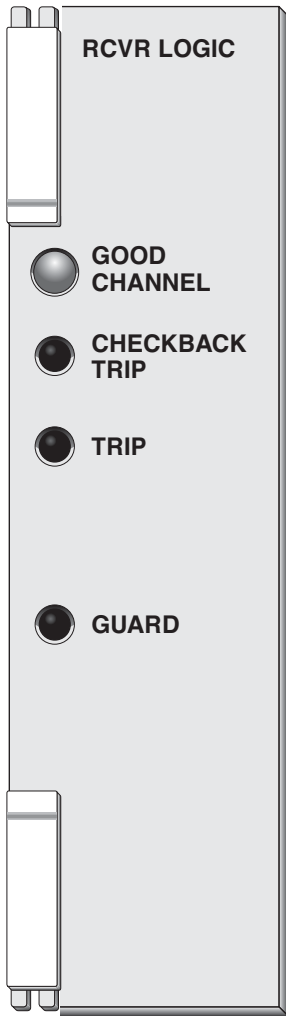 RCVR LOGIC
GOOD
CHANNEL
CHECKBACK
TRIP
TRIP
GUARD